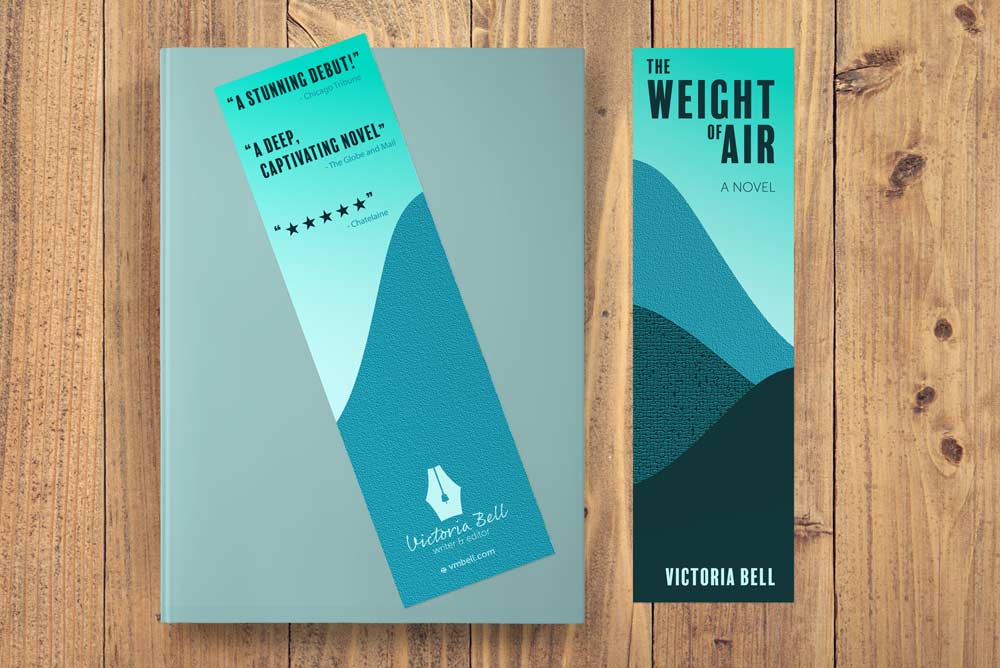 “A STUNNING DEBUT!”
- Chicago Tribune
“A DEEP,
CAPTIVATING NOVEL”
- The Globe and Mail
“★★★★★”
- Chatelaine
Victoria Bell
writer & editor
vmbell.com
THE
WEIGHT
OF
AIR
A NOVEL
VICTORIA BELL